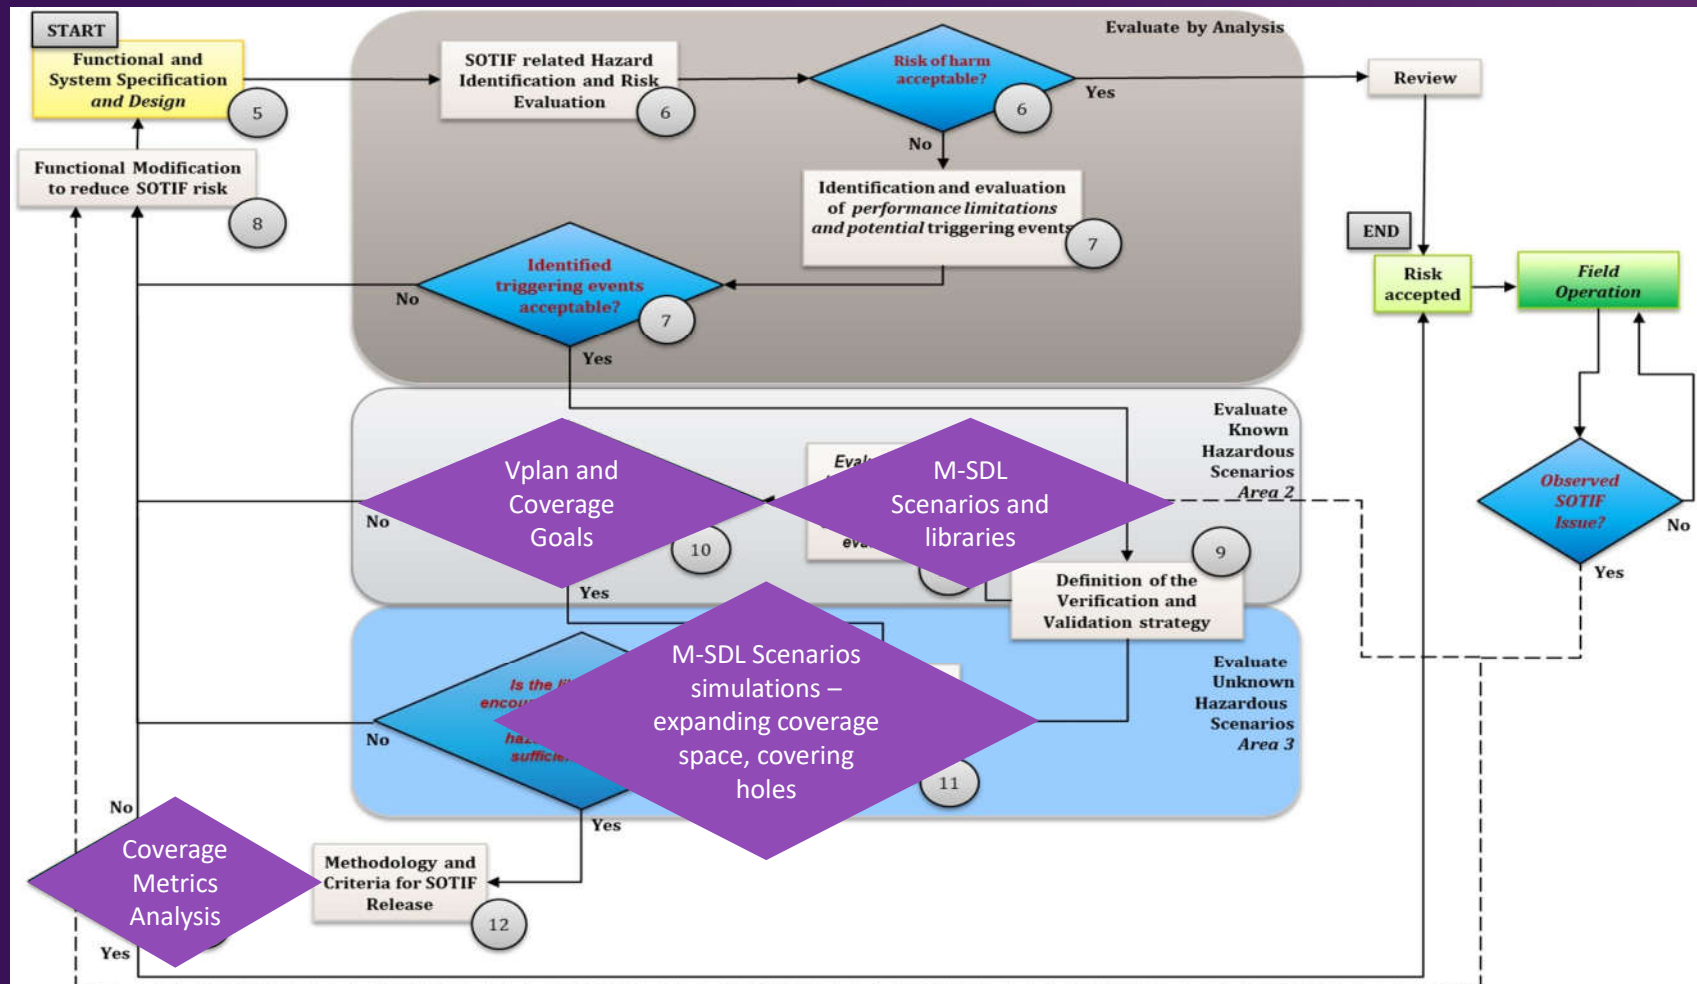 START
Functional and
System Specification
and Design
5
SOTIF related Hazard
Identification and Risk
Evaluation
6
Risk of harm
acceptable?
6
Evaluate by Analysis
Yes
Review
No
Functional Modification
to reduce SOTIF risk
8
Identification and evaluation
of performance limitations
and potential triggering events
7
END
Risk
accepted
Field
Operation
Identified
triggering events
acceptable?
7
No
Yes
Evaluate
Known
Hazardous
Scenarios
Area 2
Vplan and
Coverage
Goals
No
10
Yes
M-SDL
Scenarios and
libraries
9
Definition of the
Verification and
Validation strategy
Observed
SOTIF
Issue?
No
Yes
Evaluate
Unknown
Hazardous
Scenarios
Area 3
Is the
sufficien
No
M-SDL Scenarios
simulations –
expanding coverage
space, covering
holes
11
Yes
No
Coverage
Metrics
Analysis
Yes
Methodology and
Criteria for SOTIF
Release
12